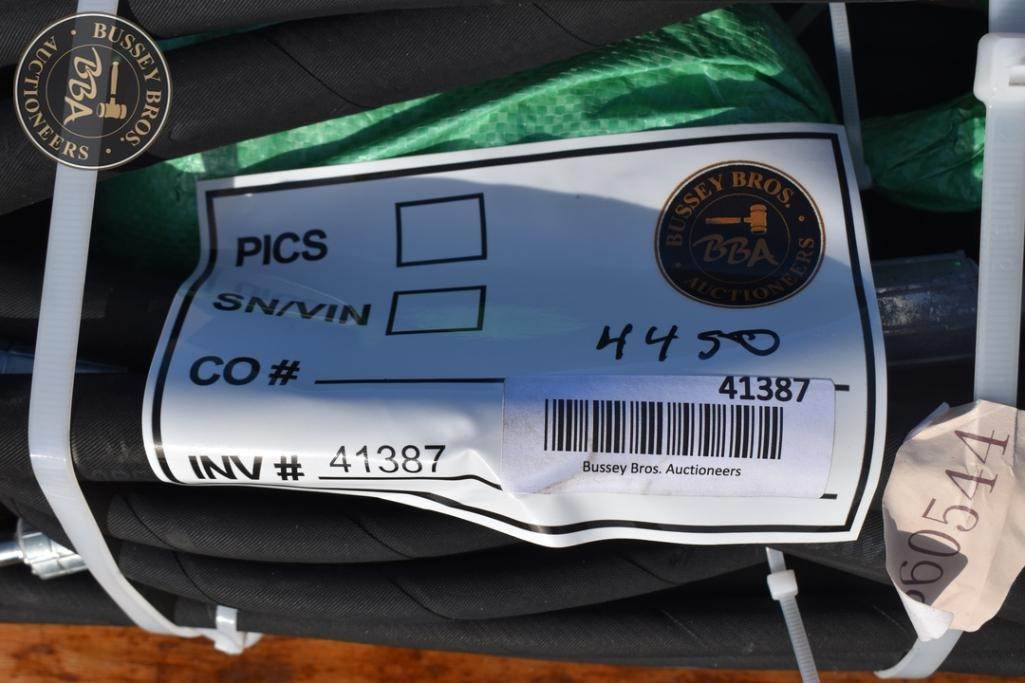 BUSSEY BROS.
BBA
AUCTIONEERS
PICS
BUSSEY BROS.
BBA
AUCTIONEERS
SN/VIN
4450
CO #
41387
INV # 41387
Bussey Bros. Auctioneers
60544